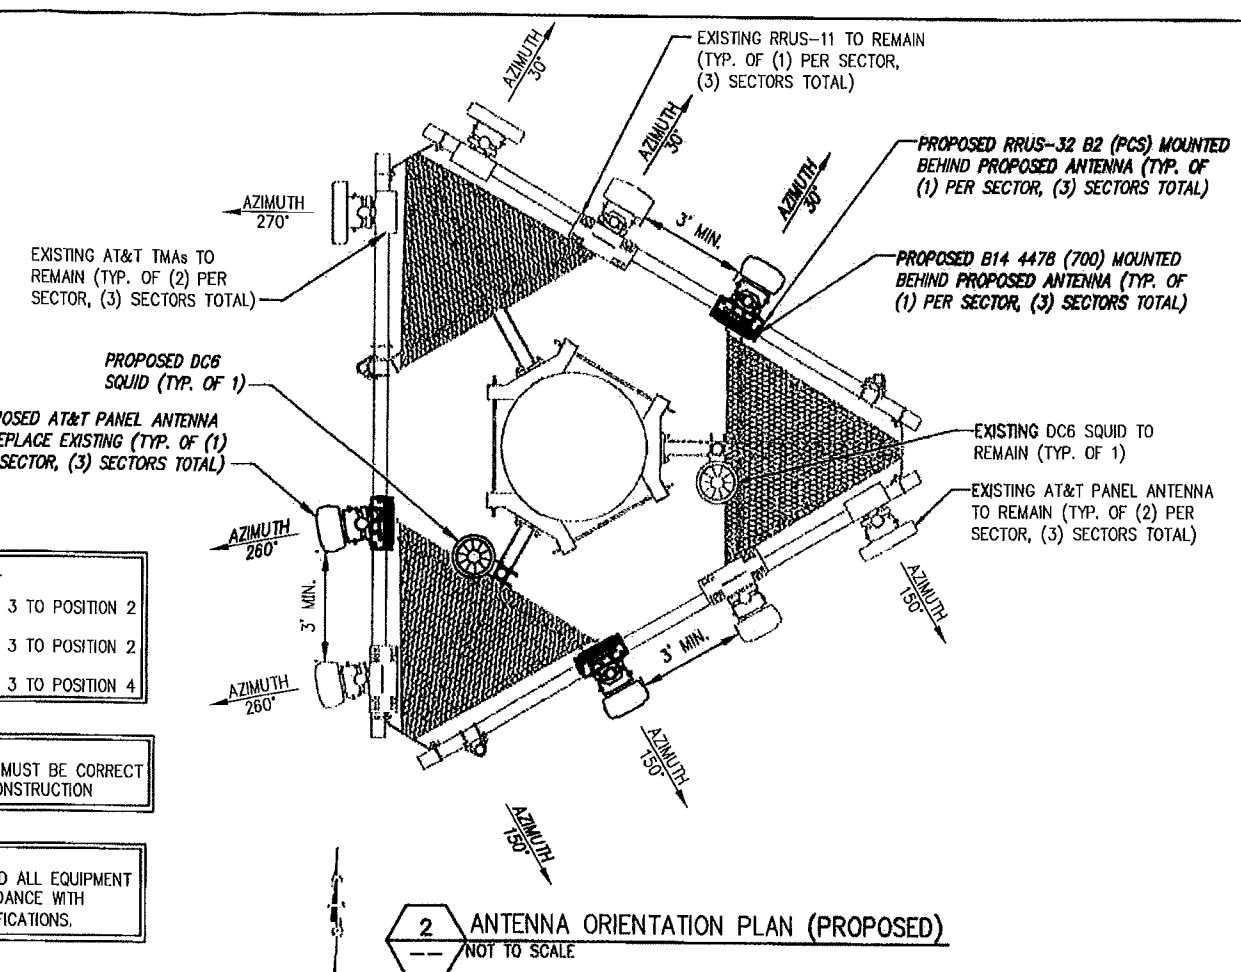 AZIMUTH
30°
EXISTING RRUS-11 TO REMAIN
(TYP. OF (1) PER SECTOR,
(3) SECTORS TOTAL)
AZIMUTH
30°
PROPOSED RRUS-32 B2 (PCS) MOUNTED
BEHIND PROPOSED ANTENNA (TYP. OF
(1) PER SECTOR, (3) SECTORS TOTAL)
AZIMUTH
30°
AZIMUTH
270°
3' MIN.
EXISTING AT&T TMAs TO
REMAIN (TYP. OF (2) PER
SECTOR, (3) SECTORS TOTAL)
PROPOSED B14 4478 (700) MOUNTED
BEHIND PROPOSED ANTENNA (TYP. OF
(1) PER SECTOR, (3) SECTORS TOTAL)
PROPOSED DC6
SQUID (TYP. OF 1)
OSED AT&T PANEL ANTENNA
EPLACE EXISTING (TYP. OF (1)
SECTOR, (3) SECTORS TOTAL)
EXISTING DC6 SQUID TO
REMAIN (TYP. OF 1)
EXISTING AT&T PANEL ANTENNA
TO REMAIN (TYP. OF (2) PER
SECTOR, (3) SECTORS TOTAL)
AZIMUTH
260°
3' MIN.
AZIMUTH
150°
3 TO POSITION 2
3 TO POSITION 2
3 TO POSITION 4
3' MIN.
AZIMUTH
260°
AZIMUTH
150°
MUST BE CORRECT
ONSTRUCTION
AZIMUTH
150°
D ALL EQUIPMENT
DANCE WITH
IFICATIONS.
2
--
ANTENNA ORIENTATION PLAN (PROPOSED)
NOT TO SCALE